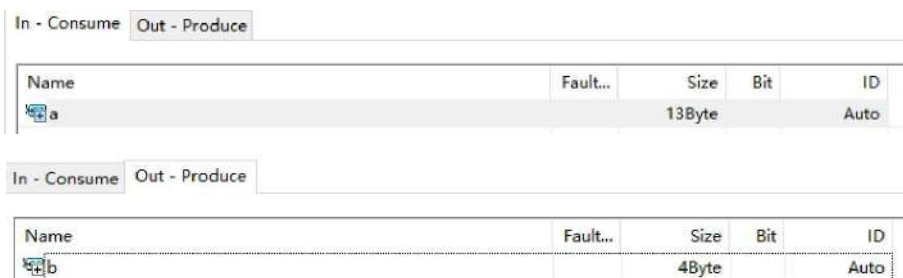 In - Consume Out - Produce
Name Fault... Size Bit ID
a 13Byte Auto
In - Consume Out - Produce
Name Fault... Size Bit ID
b 4Byte Auto